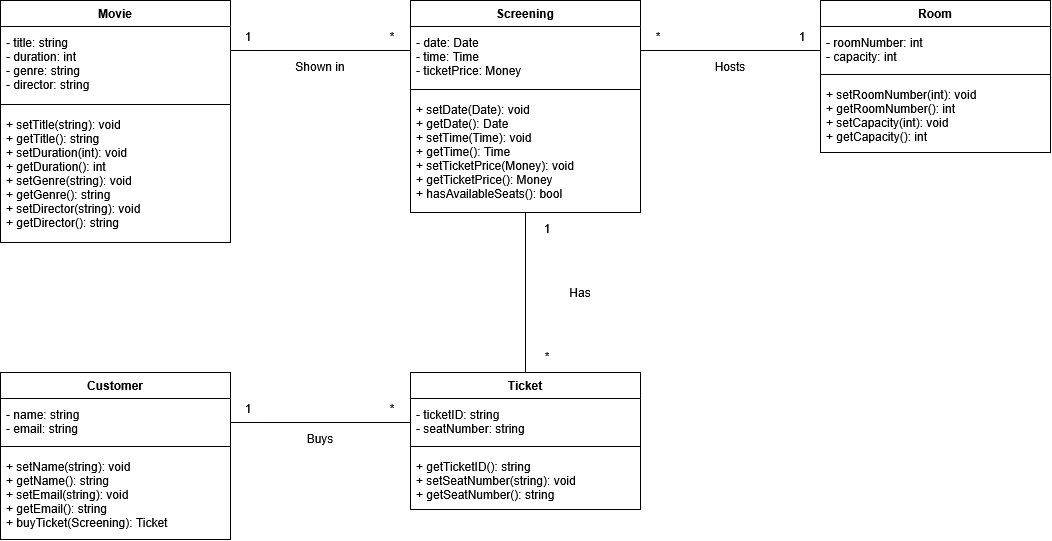 Movie
- title: string
- duration: int
- genre: string
- director: string
+ setTitle(string): void
+ getTitle(): string
+ setDuration(int): void
+ getDuration(): int
+ setGenre(string): void
+ getGenre(): string
+ setDirector(string): void
+ getDirector(): string
1
*
Shown in
Screening
- date: Date
- time: Time
- ticketPrice: Money
+ setDate(Date): void
+ getDate(): Date
+ setTime(Time): void
+ getTime(): Time
+ setTicketPrice(Money): void
+ getTicketPrice(): Money
+ hasAvailableSeats(): bool
*
1
Hosts
Room
- roomNumber: int
- capacity: int
+ setRoomNumber(int): void
+ getRoomNumber(): int
+ setCapacity(int): void
+ getCapacity(): int
1
Has
*
Customer
- name: string
- email: string
+ setName(string): void
+ getName(): string
+ setEmail(string): void
+ getEmail(): string
+ buyTicket(Screening): Ticket
1
*
Buys
Ticket
- ticketID: string
- seatNumber: string
+ getTicketID(): string
+ setSeatNumber(string): void
+ getSeatNumber(): string